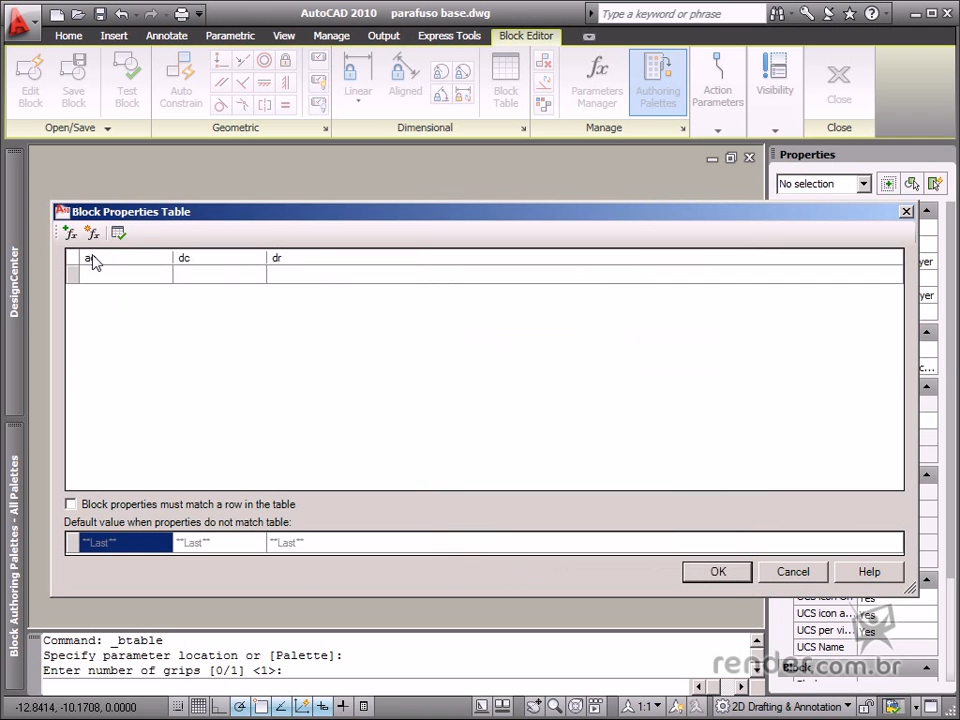 AutoCAD 2010 parafuso base.dwg
Type a keyword or phrase
Home Insert Annotate Parametric View Manage Output Express Tools Block Editor
Edit Block
Save Block
Test Block
Auto Constrain
Linear
Aligned
Block Table
Parameters Manager
Authoring Palettes
Action Parameters
Visibility
Close
Open/Save Geometric Dimensional Manage Close
Properties
No selection
Block Properties Table
dc dr
Block properties must match a row in the table
Default value when properties do not match table:
**Last** **Last** **Last**
OK Cancel Help
DesignCenter
Block Authoring Palettes - All Palettes
yer
yer
c...
Yes
UCS icon a... Yes
UCS per vi... Yes
UCS Name
Block
Command: _btable
Specify parameter location or [Palette]:
Enter number of grips [0/1] <1>:
render.com.br
-12.8414, -10.1708, 0.0000
1:1
2D Drafting & Annotation